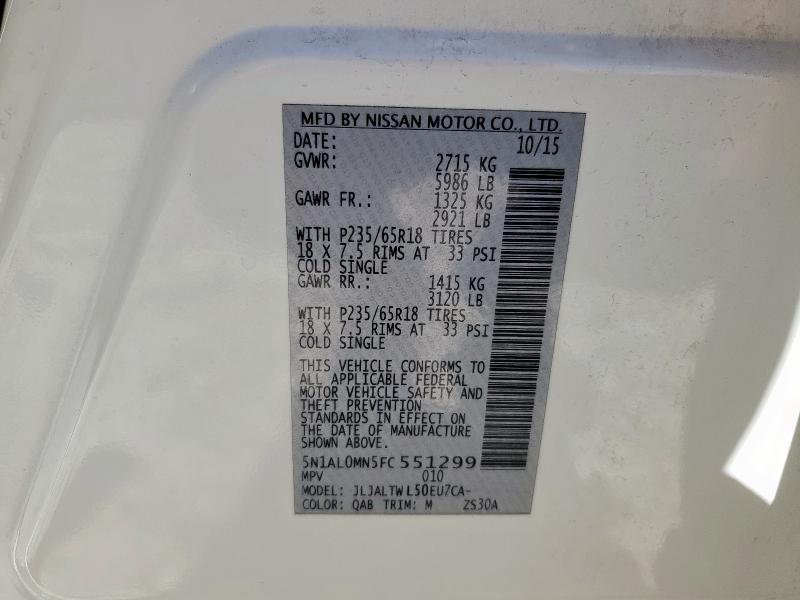 MFD BY NISSAN MOTOR CO., LTD.
DATE: 10/15
GVWR: 2715 KG
5986 LB
GAWR FR.: 1325 KG
2921 LB
WITH P235/65R18 TIRES
18 X 7.5 RIMS AT 33 PSI
COLD SINGLE
GAWR RR.: 1415 KG
3120 LB
WITH P235/65R18 TIRES
18 X 7.5 RIMS AT 33 PSI
COLD SINGLE
THIS VEHICLE CONFORMS TO
ALL APPLICABLE FEDERAL
MOTOR VEHICLE SAFETY AND
THEFT PREVENTION
STANDARDS IN EFFECT ON
THE DATE OF MANUFACTURE
SHOWN ABOVE.
5N1AL0MN5FC551299
MPV 010
MODEL: JLJALTWL50EU7CA-
COLOR: QAB TRIM: M ZS30A